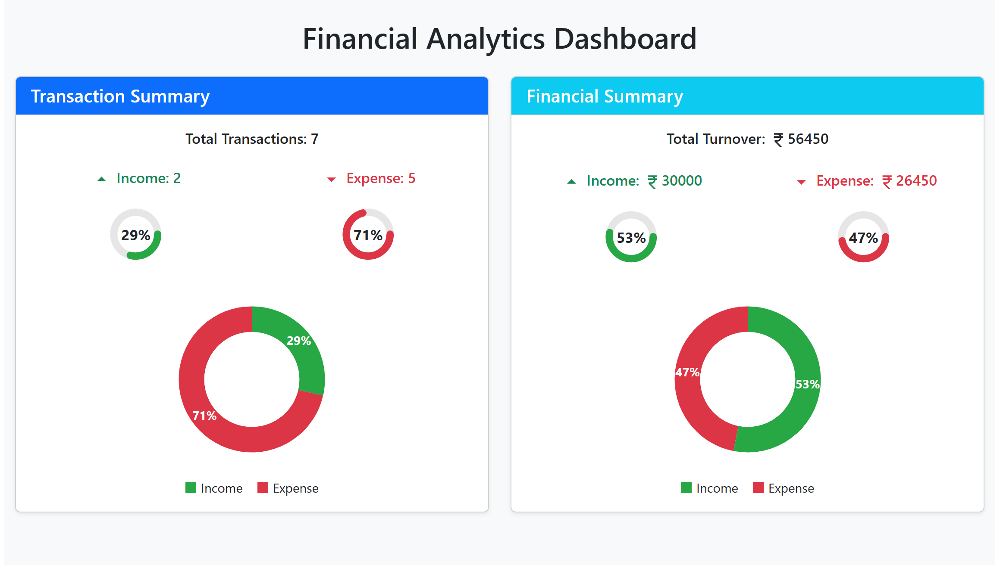 Financial Analytics Dashboard
Transaction Summary
Total Transactions: 7
Income: 2
Expense: 5
29%
71%
29%
71%
Income
Expense
Financial Summary
Total Turnover: ₹ 56450
Income: ₹ 30000
Expense: ₹ 26450
53%
47%
47%
53%
Income
Expense